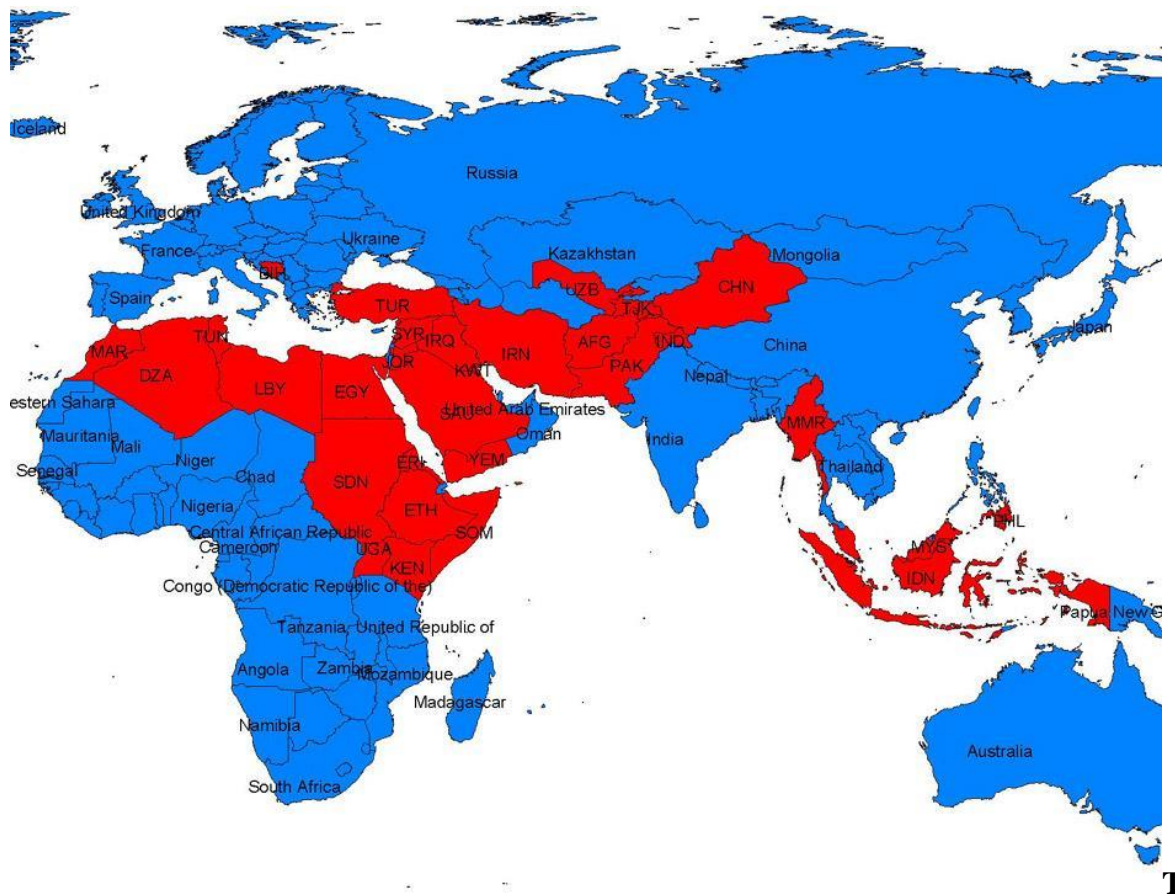 Iceland
Russia
United Kingdom
Ukraine
France
Kazakhstan
Mongolia
BIH
UZB
CHN
Spain
TUR
TJK
Japan
TUN
SYR
IRQ
IND
MAR
JOR
IRN
AFG
China
DZA
KWT
PAK
Nepal
LBY
EGY
estern Sahara
SAU
United Arab Emirates
Mauritania
Oman
India
MMR
Mali
Niger
ERI
YEM
Senegal
Chad
SDN
Thailand
Nigeria
ETH
PHL
Central African Republic
SOM
Cameroon
UGA
MYS
KEN
IDN
Congo (Democratic Republic of the)
Papua New G
Tanzania, United Republic of
Angola
Zambia
Mozambique
Madagascar
Namibia
Australia
South Africa